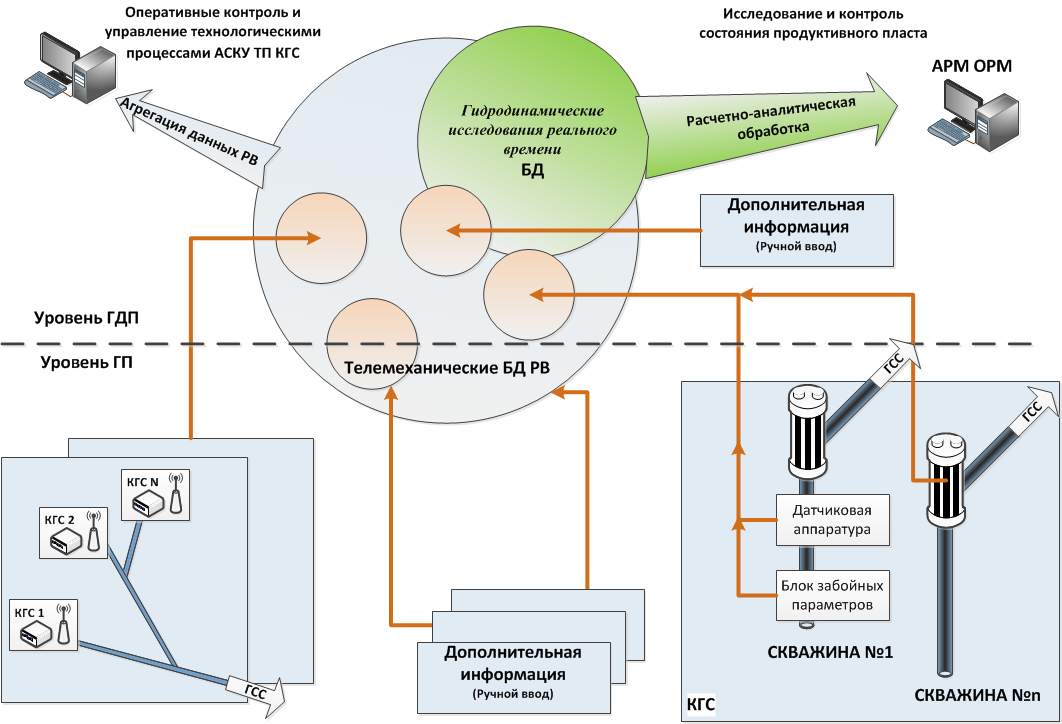 Оперативные контроль и
управление технологическими
процессами АСКУ ТП КГС
Исследование и контроль
состояния продуктивного пласта
АРМ ОРМ
Агрегация данных РВ
Гидродинамические
исследования реального
времени
БД
Расчетно-аналитическая
обработка
Дополнительная
информация
(Ручной ввод)
Уровень ГДП
Уровень ГП
Телемеханические БД РВ
ГСС
ГСС
КГС N
КГС 2
КГС 1
ГСС
Датчиковая
аппаратура
Блок забойных
параметров
СКВАЖИНА №1
СКВАЖИНА №n
КГС
Дополнительная
информация
(Ручной ввод)